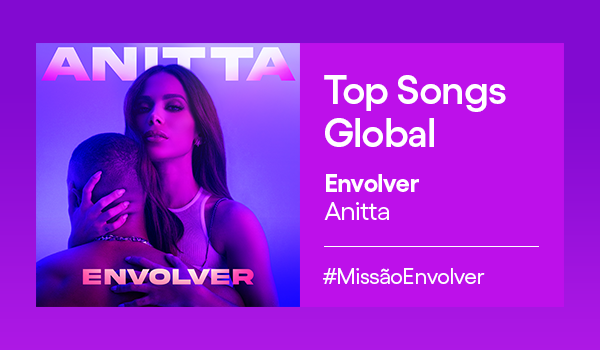 ANITTA
ENVOLVER
Top Songs
Global
Envolver
Anitta
#MissãoEnvolver